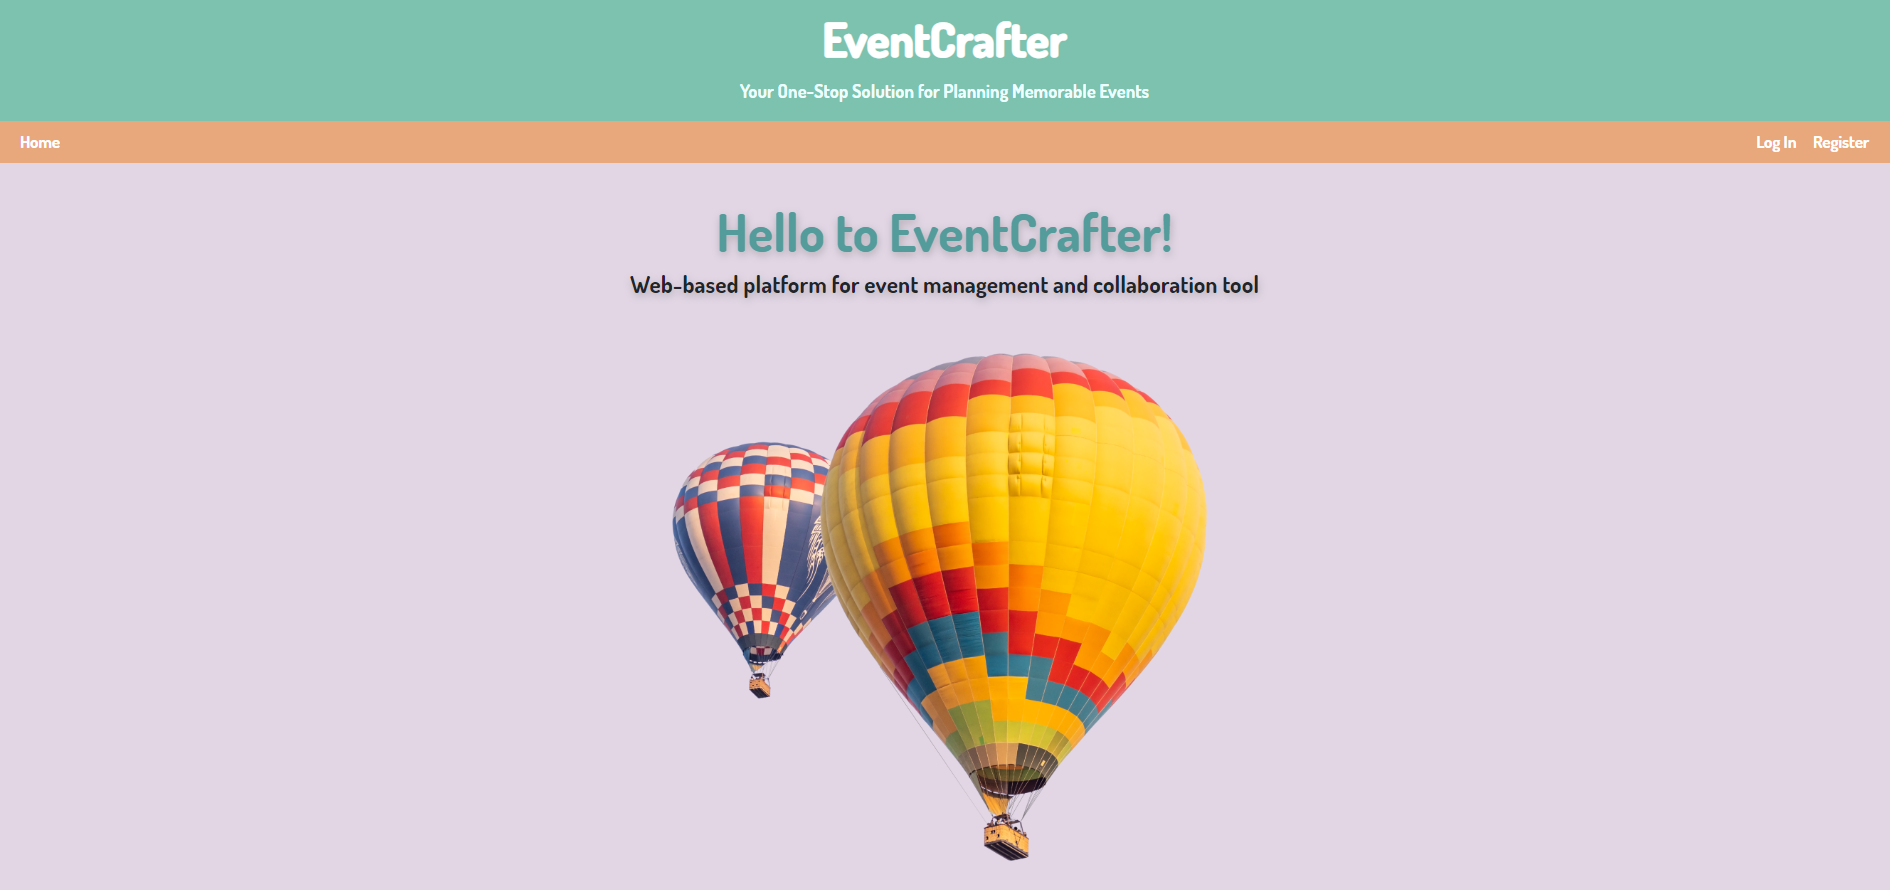 EventCrafter
Your One-Stop Solution for Planning Memorable Events
Home Log In Register
Hello to EventCrafter!
Web-based platform for event management and collaboration tool